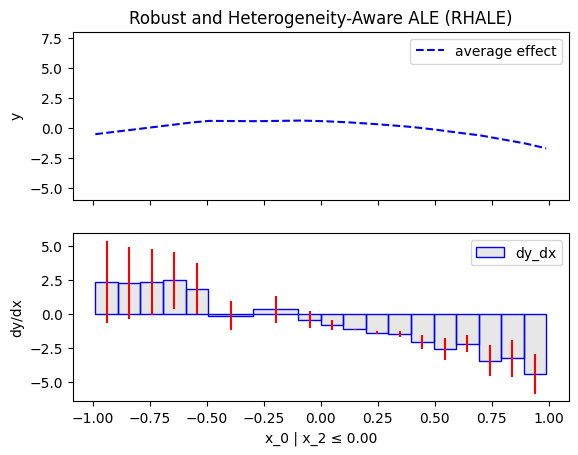 Robust and Heterogeneity-Aware ALE (RHALE)
7.5
5.0
2.5
0.0
−2.5
−5.0
y
average effect
5.0
2.5
0.0
−2.5
−5.0
dy/dx
dy_dx
−1.00 −0.75 −0.50 −0.25 0.00 0.25 0.50 0.75 1.00
x_0 | x_2 ≤ 0.00